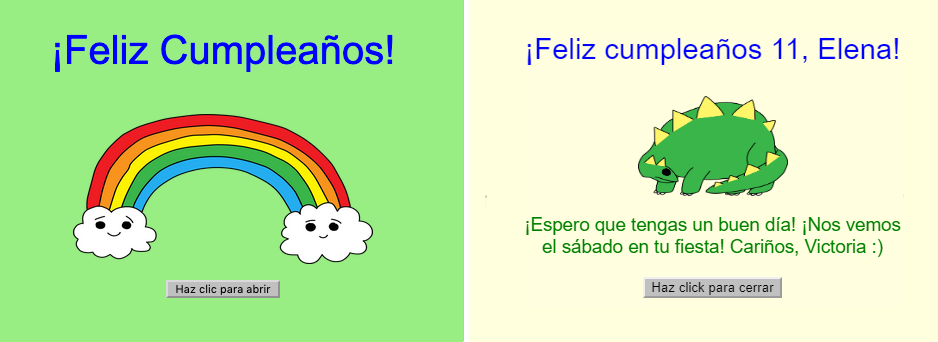 ¡Feliz Cumpleaños!
Haz clic para abrir
¡Feliz cumpleaños 11, Elena!
¡Espero que tengas un buen día! ¡Nos vemos
el sábado en tu fiesta! Cariños, Victoria :)
Haz click para cerrar